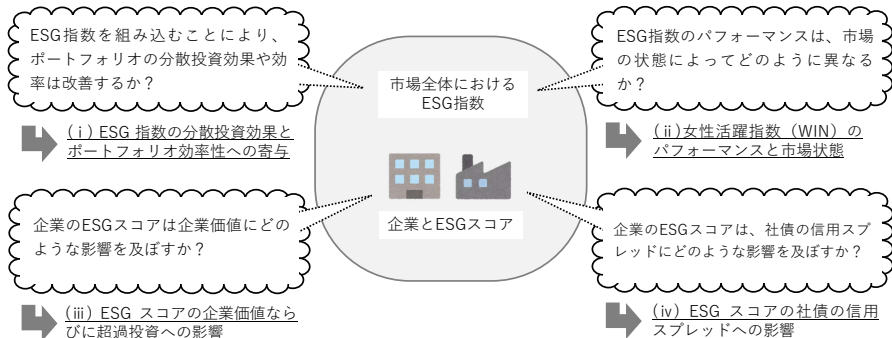 ESG指数を組み込むことにより、
ポートフォリオの分散投資効果や効
率は改善するか？
(ⅰ) ESG 指数の分散投資効果と
ポートフォリオ効率性への寄与
市場全体における
ESG指数
ESG指数のパフォーマンスは、市場
の状態によってどのように異なる
か？
(ⅱ)女性活躍指数（WIN）の
パフォーマンスと市場状態
企業のESGスコアは企業価値にどの
ような影響を及ぼすか？
(ⅲ) ESG スコアの企業価値なら
びに超過投資への影響
企業とESGスコア
企業のESGスコアは、社債の信用スプ
レッドにどのような影響を及ぼすか？
(ⅳ) ESG スコアの社債の信用
スプレッドへの影響